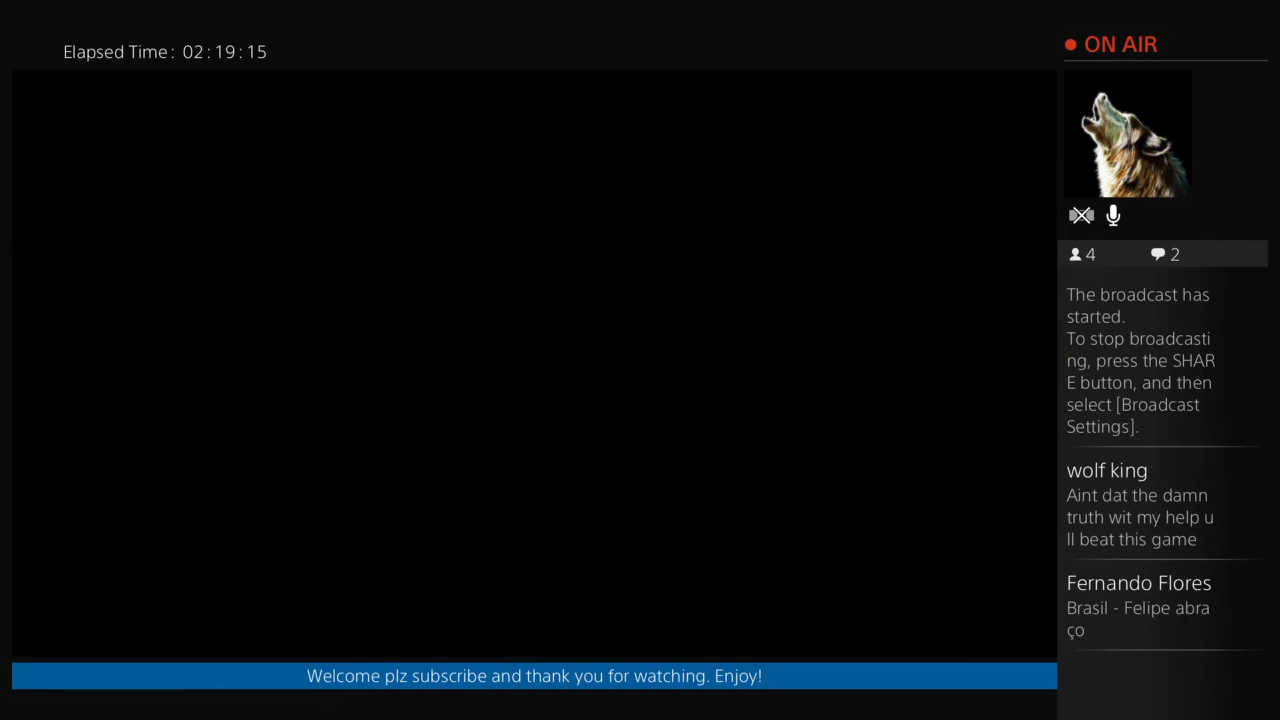 Elapsed Time: 02:19:15
ON AIR
4 2
The broadcast has
started.
To stop broadcasti
ng, press the SHAR
E button, and then
select [Broadcast
Settings].
wolf king
Aint dat the damn
truth wit my help u
ll beat this game
Fernando Flores
Brasil - Felipe abra
ço
Welcome plz subscribe and thank you for watching. Enjoy!